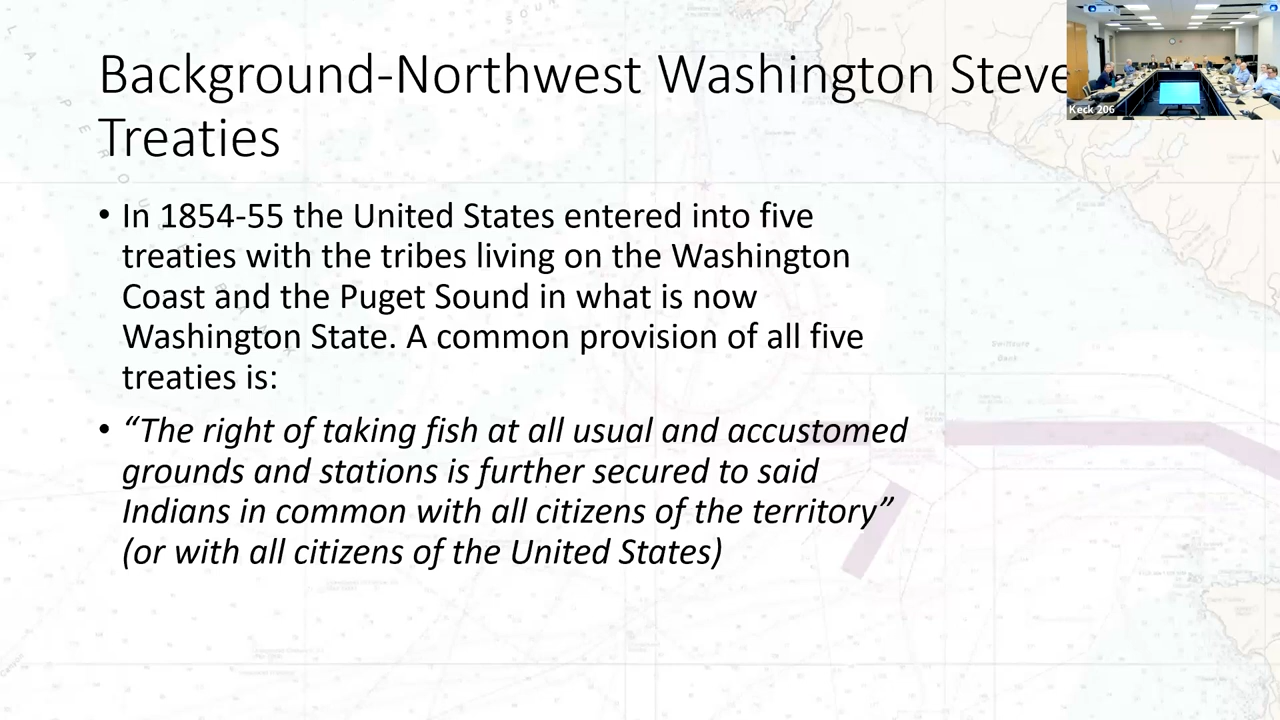 Background-Northwest Washington Steve
Treaties
Keck 206
• In 1854-55 the United States entered into five
treaties with the tribes living on the Washington
Coast and the Puget Sound in what is now
Washington State. A common provision of all five
treaties is:
• “The right of taking fish at all usual and accustomed
grounds and stations is further secured to said
Indians in common with all citizens of the territory”
(or with all citizens of the United States)